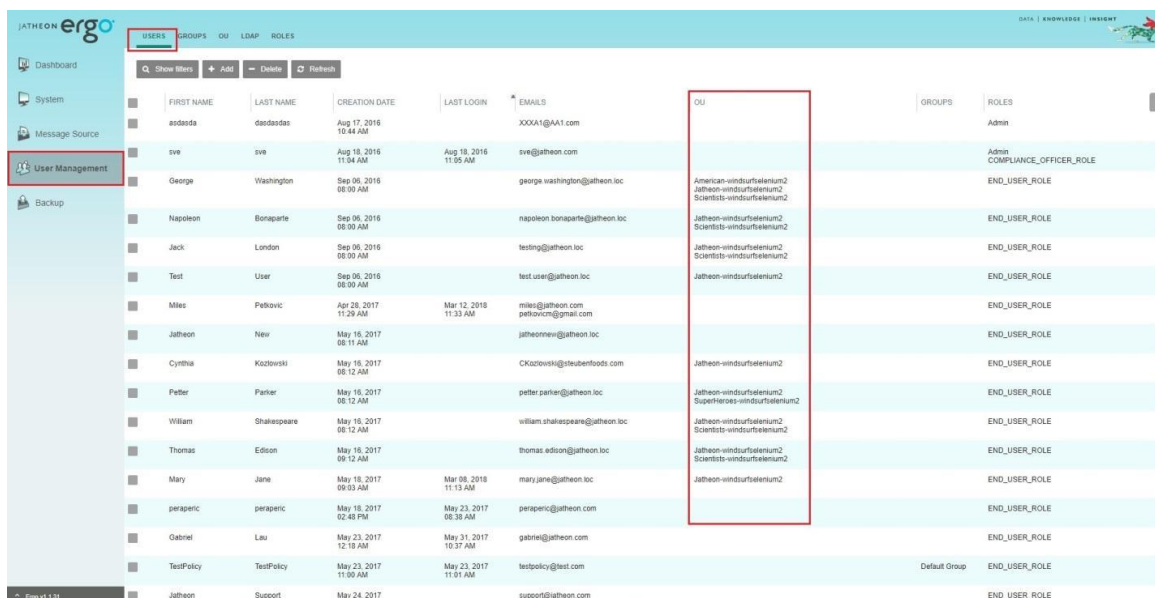 JATHEON ergo
DATA | KNOWLEDGE | INSIGHT
USERS GROUPS OU LDAP ROLES
Dashboard
System
Message Source
User Management
Backup
Show filters + Add − Delete Refresh
FIRST NAME LAST NAME CREATION DATE LAST LOGIN EMAILS OU GROUPS ROLES
asdasda dasdasdas Aug 17, 2016 XXXA1@AA1.com Admin
10:44 AM
sve sve Aug 18, 2016 Aug 18, 2016 sve@jatheon.com Admin
11:04 AM 11:05 AM COMPLIANCE_OFFICER_ROLE
George Washington Sep 06, 2016 george.washington@jatheon.loc American-windsurfselenium2 END_USER_ROLE
08:00 AM Jatheon-windsurfselenium2
Scientists-windsurfselenium2
Napoleon Bonaparte Sep 06, 2016 napoleon.bonaparte@jatheon.loc Jatheon-windsurfselenium2 END_USER_ROLE
08:00 AM Scientists-windsurfselenium2
Jack London Sep 06, 2016 testing@jatheon.loc Jatheon-windsurfselenium2 END_USER_ROLE
08:00 AM Scientists-windsurfselenium2
Test User Sep 06, 2016 test.user@jatheon.loc Jatheon-windsurfselenium2 END_USER_ROLE
08:00 AM
Miles Petkovic Apr 28, 2017 Mar 12, 2018 miles@jatheon.com END_USER_ROLE
11:29 AM 11:33 AM petkovicm@gmail.com
Jatheon New May 16, 2017 jatheonnew@jatheon.loc END_USER_ROLE
08:11 AM
Cynthia Kozlowski May 16, 2017 CKozlowski@steubenfoods.com Jatheon-windsurfselenium2 END_USER_ROLE
08:12 AM
Petter Parker May 16, 2017 petter.parker@jatheon.loc Jatheon-windsurfselenium2 END_USER_ROLE
08:12 AM SuperHeroes-windsurfselenium2
William Shakespeare May 16, 2017 william.shakespeare@jatheon.loc Jatheon-windsurfselenium2 END_USER_ROLE
08:12 AM Scientists-windsurfselenium2
Thomas Edison May 16, 2017 thomas.edison@jatheon.loc Jatheon-windsurfselenium2 END_USER_ROLE
09:12 AM Scientists-windsurfselenium2
Mary Jane May 18, 2017 Mar 08, 2018 mary.jane@jatheon.loc Jatheon-windsurfselenium2 END_USER_ROLE
09:03 AM 11:13 AM
peraperic peraperic May 18, 2017 May 23, 2017 peraperic@jatheon.com END_USER_ROLE
02:48 PM 08:38 AM
Gabriel Lau May 23, 2017 May 31, 2017 gabriel@jatheon.com END_USER_ROLE
12:18 AM 10:37 AM
TestPolicy TestPolicy May 23, 2017 May 23, 2017 testpolicy@test.com Default Group END_USER_ROLE
11:00 AM 11:01 AM
Jatheon Support May 24, 2017 support@jatheon.com END_USER_ROLE
Ergo v1.1.31